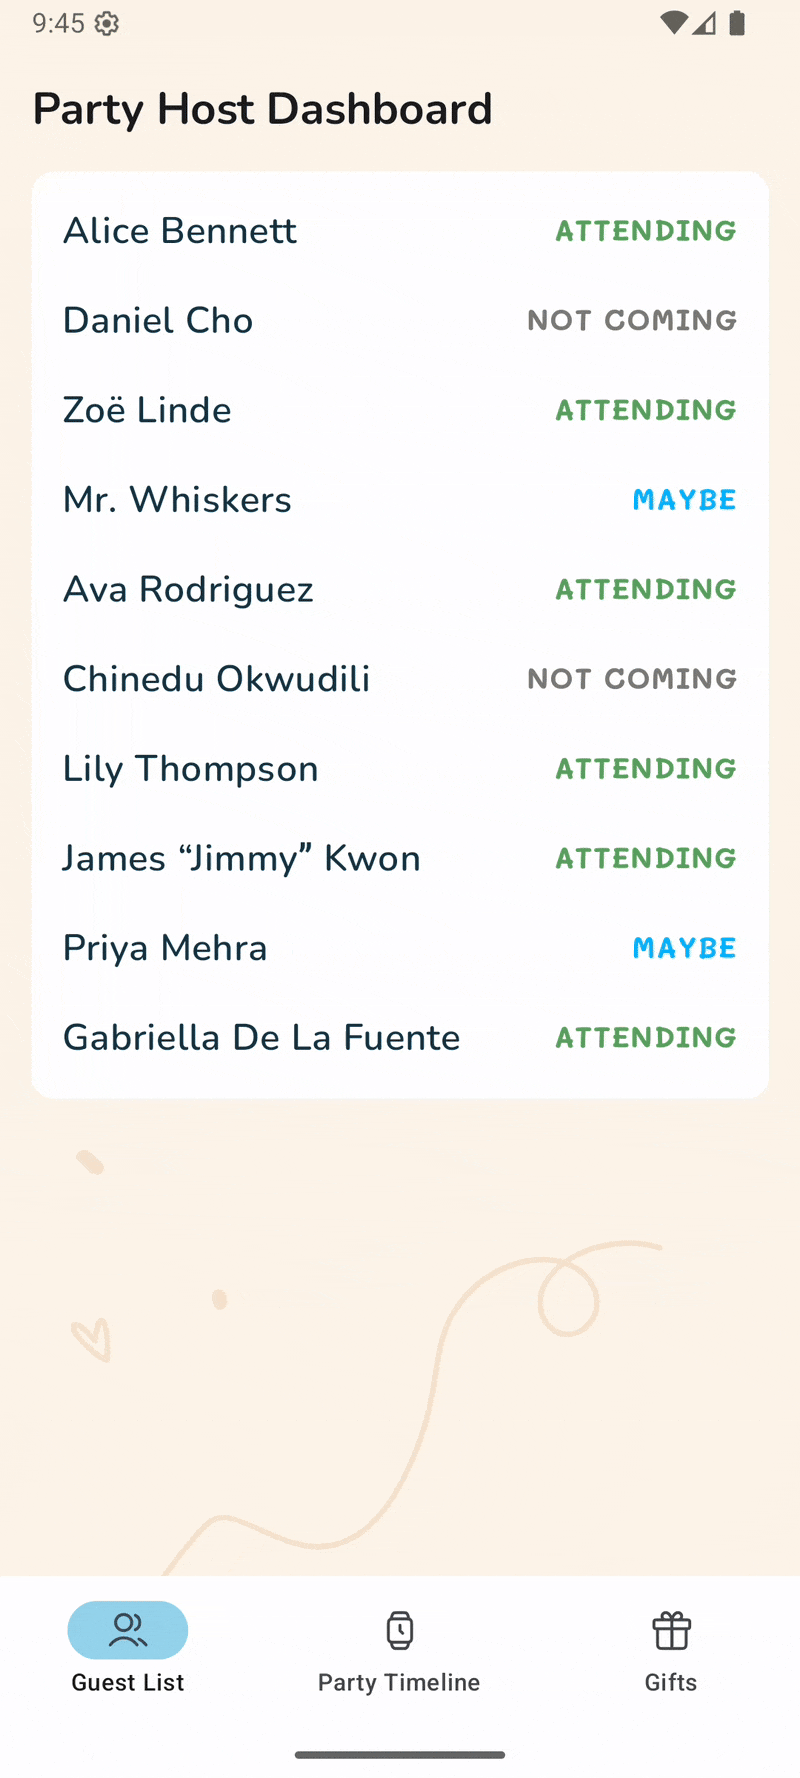 9:45
Party Host Dashboard
Alice Bennett ATTENDING
Daniel Cho NOT COMING
Zoë Linde ATTENDING
Mr. Whiskers MAYBE
Ava Rodriguez ATTENDING
Chinedu Okwudili NOT COMING
Lily Thompson ATTENDING
James “Jimmy” Kwon ATTENDING
Priya Mehra MAYBE
Gabriella De La Fuente ATTENDING
Guest List Party Timeline Gifts